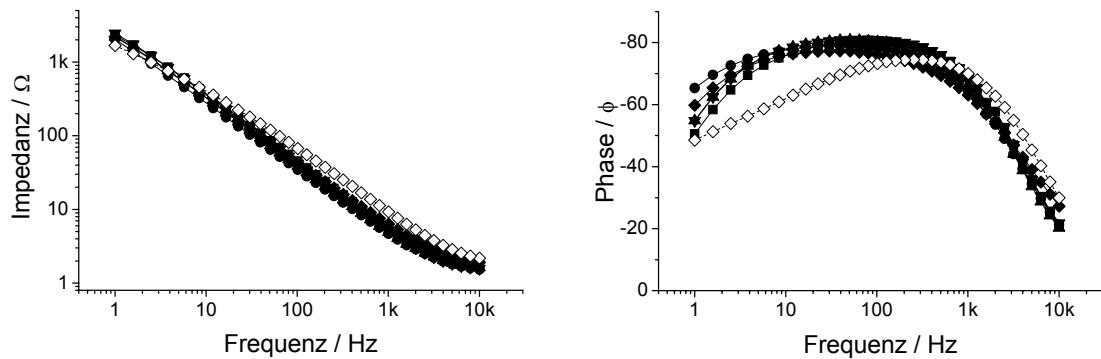 Impedanz / Ω
1k
100
10
1
1
10
100
1k
10k
Frequenz / Hz
Phase / ϕ
-80
-60
-40
-20
0
1
10
100
1k
10k
Frequenz / Hz